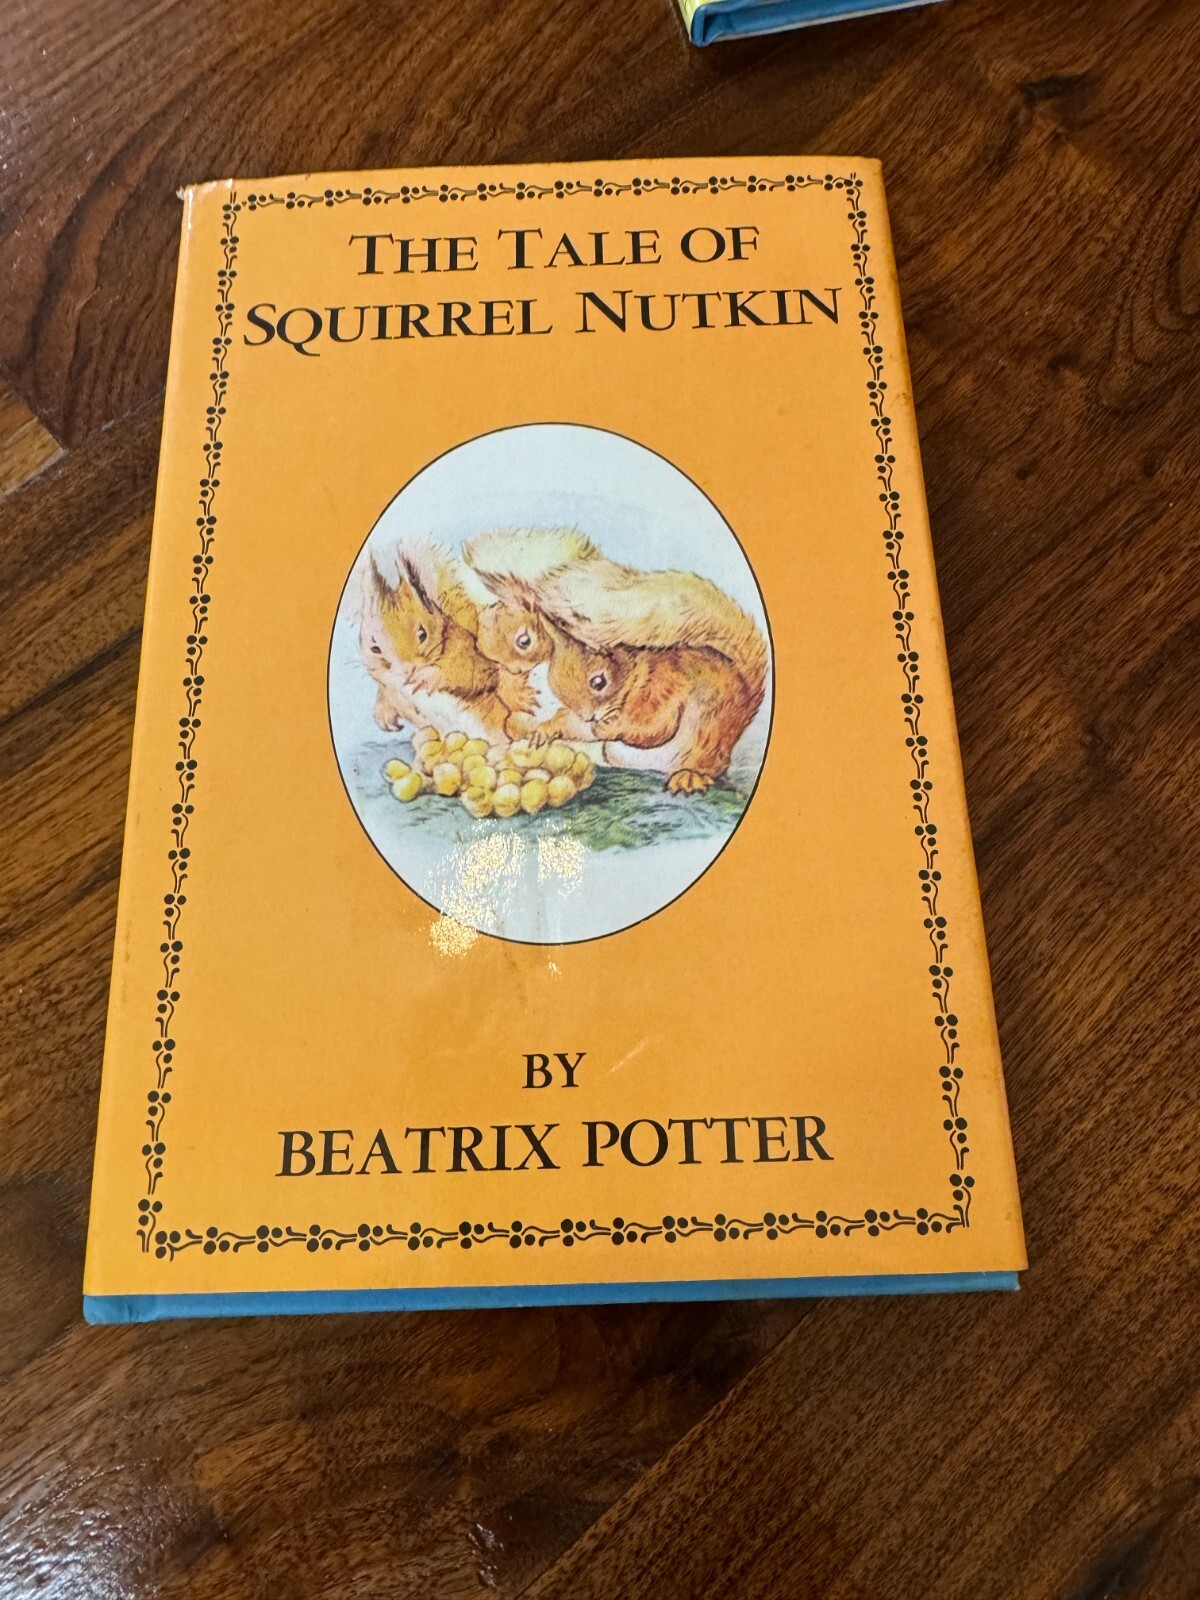 THE TALE OF
SQUIRREL NUTKIN
BY
BEATRIX POTTER